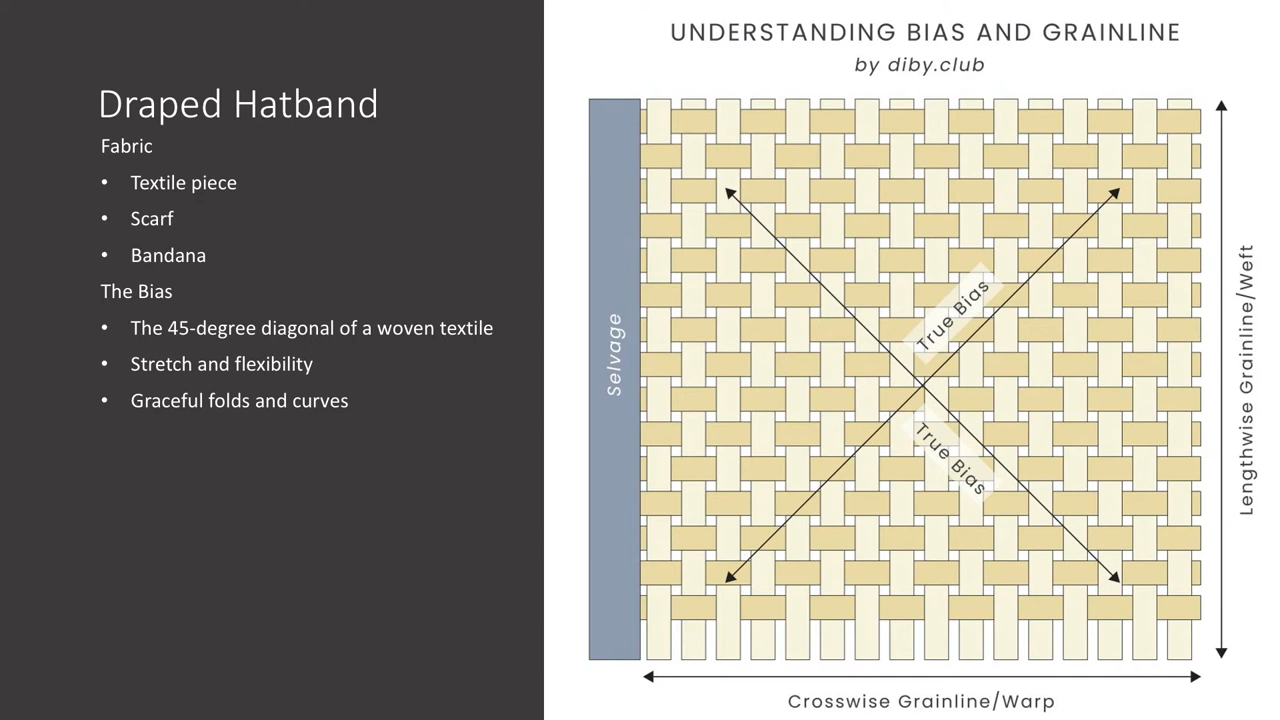 Draped Hatband
Fabric
• Textile piece
• Scarf
• Bandana
The Bias
• The 45-degree diagonal of a woven textile
• Stretch and flexibility
• Graceful folds and curves
UNDERSTANDING BIAS AND GRAINLINE
by diby.club
Selvage
True Bias
True Bias
Lengthwise Grainline/Weft
Crosswise Grainline/Warp